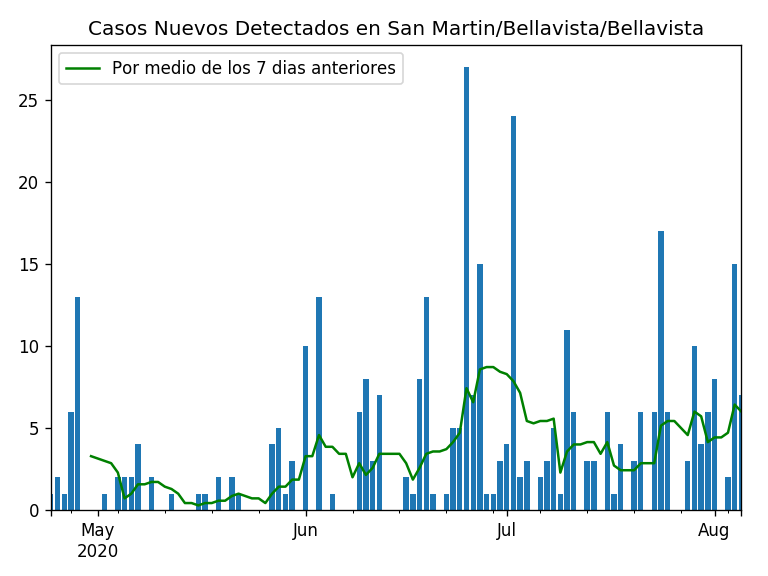 Casos Nuevos Detectados en San Martin/Bellavista/Bellavista
Por medio de los 7 dias anteriores
25
20
15
10
5
0
May
2020
Jun
Jul
Aug